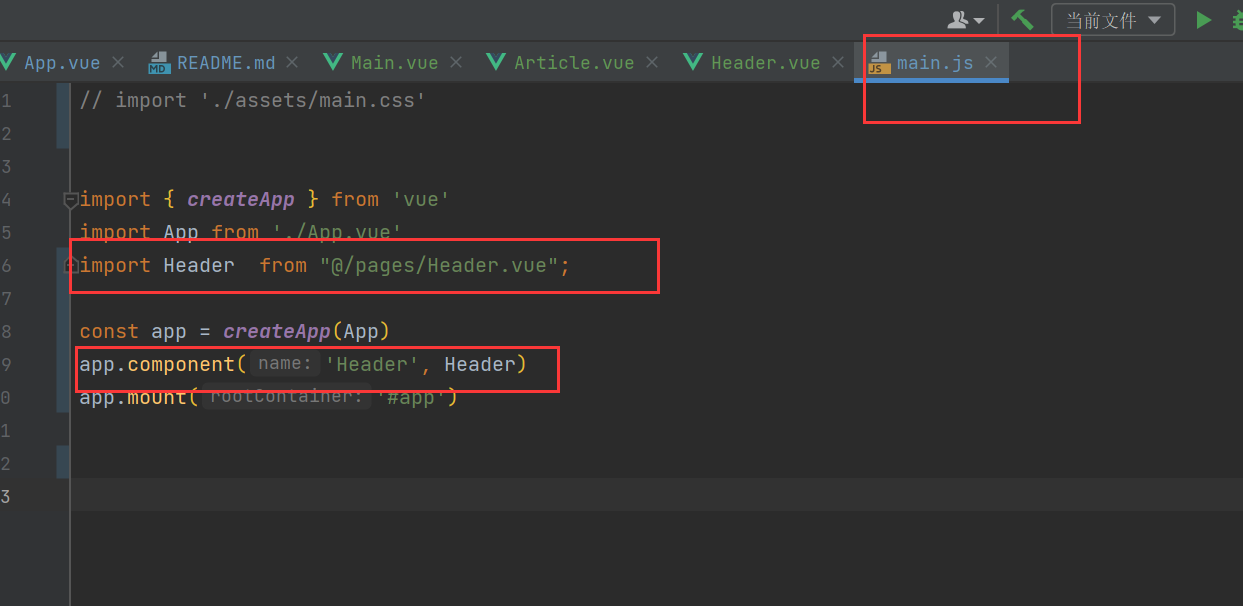 当前文件
App.vue README.md Main.vue Article.vue Header.vue main.js
1 // import './assets/main.css'
2
3
4 import { createApp } from 'vue'
5 import App from './App.vue'
6 import Header  from "@/pages/Header.vue";
7
8 const app = createApp(App)
9 app.component( name: 'Header', Header)
0 app.mount( rootContainer: '#app')
1
2
3